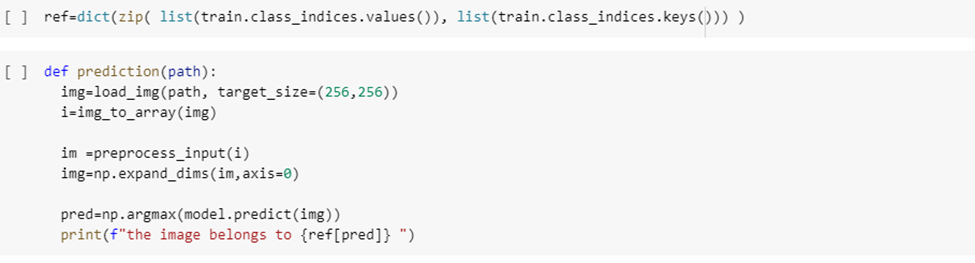 [ ] ref=dict(zip( list(train.class_indices.values()), list(train.class_indices.keys())) )
[ ] def prediction(path):
img=load_img(path, target_size=(256,256))
i=img_to_array(img)
im =preprocess_input(i)
img=np.expand_dims(im,axis=0)
pred=np.argmax(model.predict(img))
print(f"the image belongs to {ref[pred]} ")